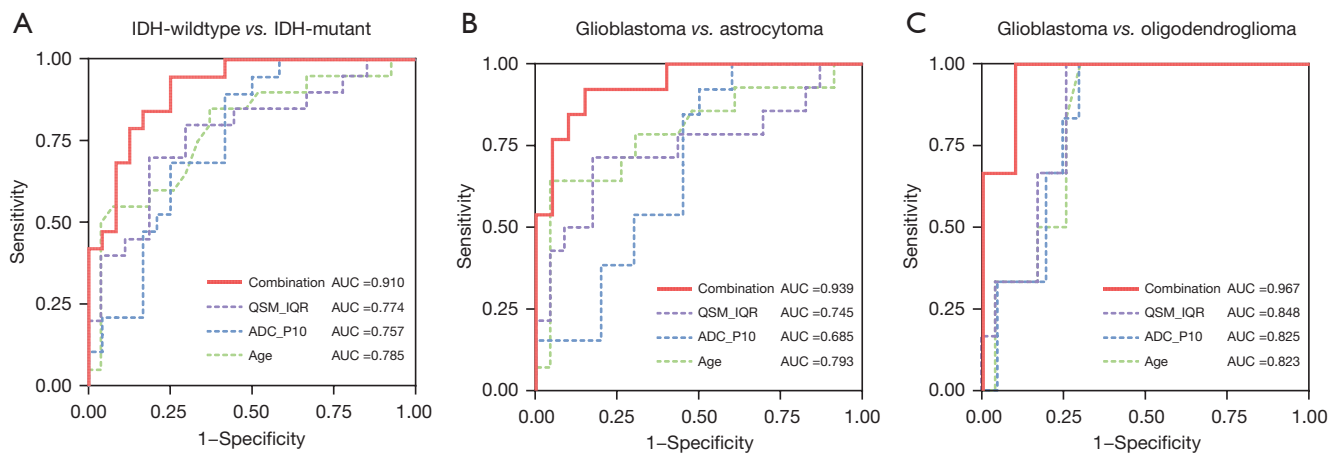 A
IDH-wildtype vs. IDH-mutant
1.00
0.75
0.50
0.25
0.00
Sensitivity
Combination AUC =0.910
QSM_IQR AUC =0.774
ADC_P10 AUC =0.757
Age AUC =0.785
0.00 0.25 0.50 0.75 1.00
1–Specificity
B
Glioblastoma vs. astrocytoma
1.00
0.75
0.50
0.25
0.00
Sensitivity
Combination AUC =0.939
QSM_IQR AUC =0.745
ADC_P10 AUC =0.685
Age AUC =0.793
0.00 0.25 0.50 0.75 1.00
1–Specificity
C
Glioblastoma vs. oligodendroglioma
1.00
0.75
0.50
0.25
0.00
Sensitivity
Combination AUC =0.967
QSM_IQR AUC =0.848
ADC_P10 AUC =0.825
Age AUC =0.823
0.00 0.25 0.50 0.75 1.00
1–Specificity